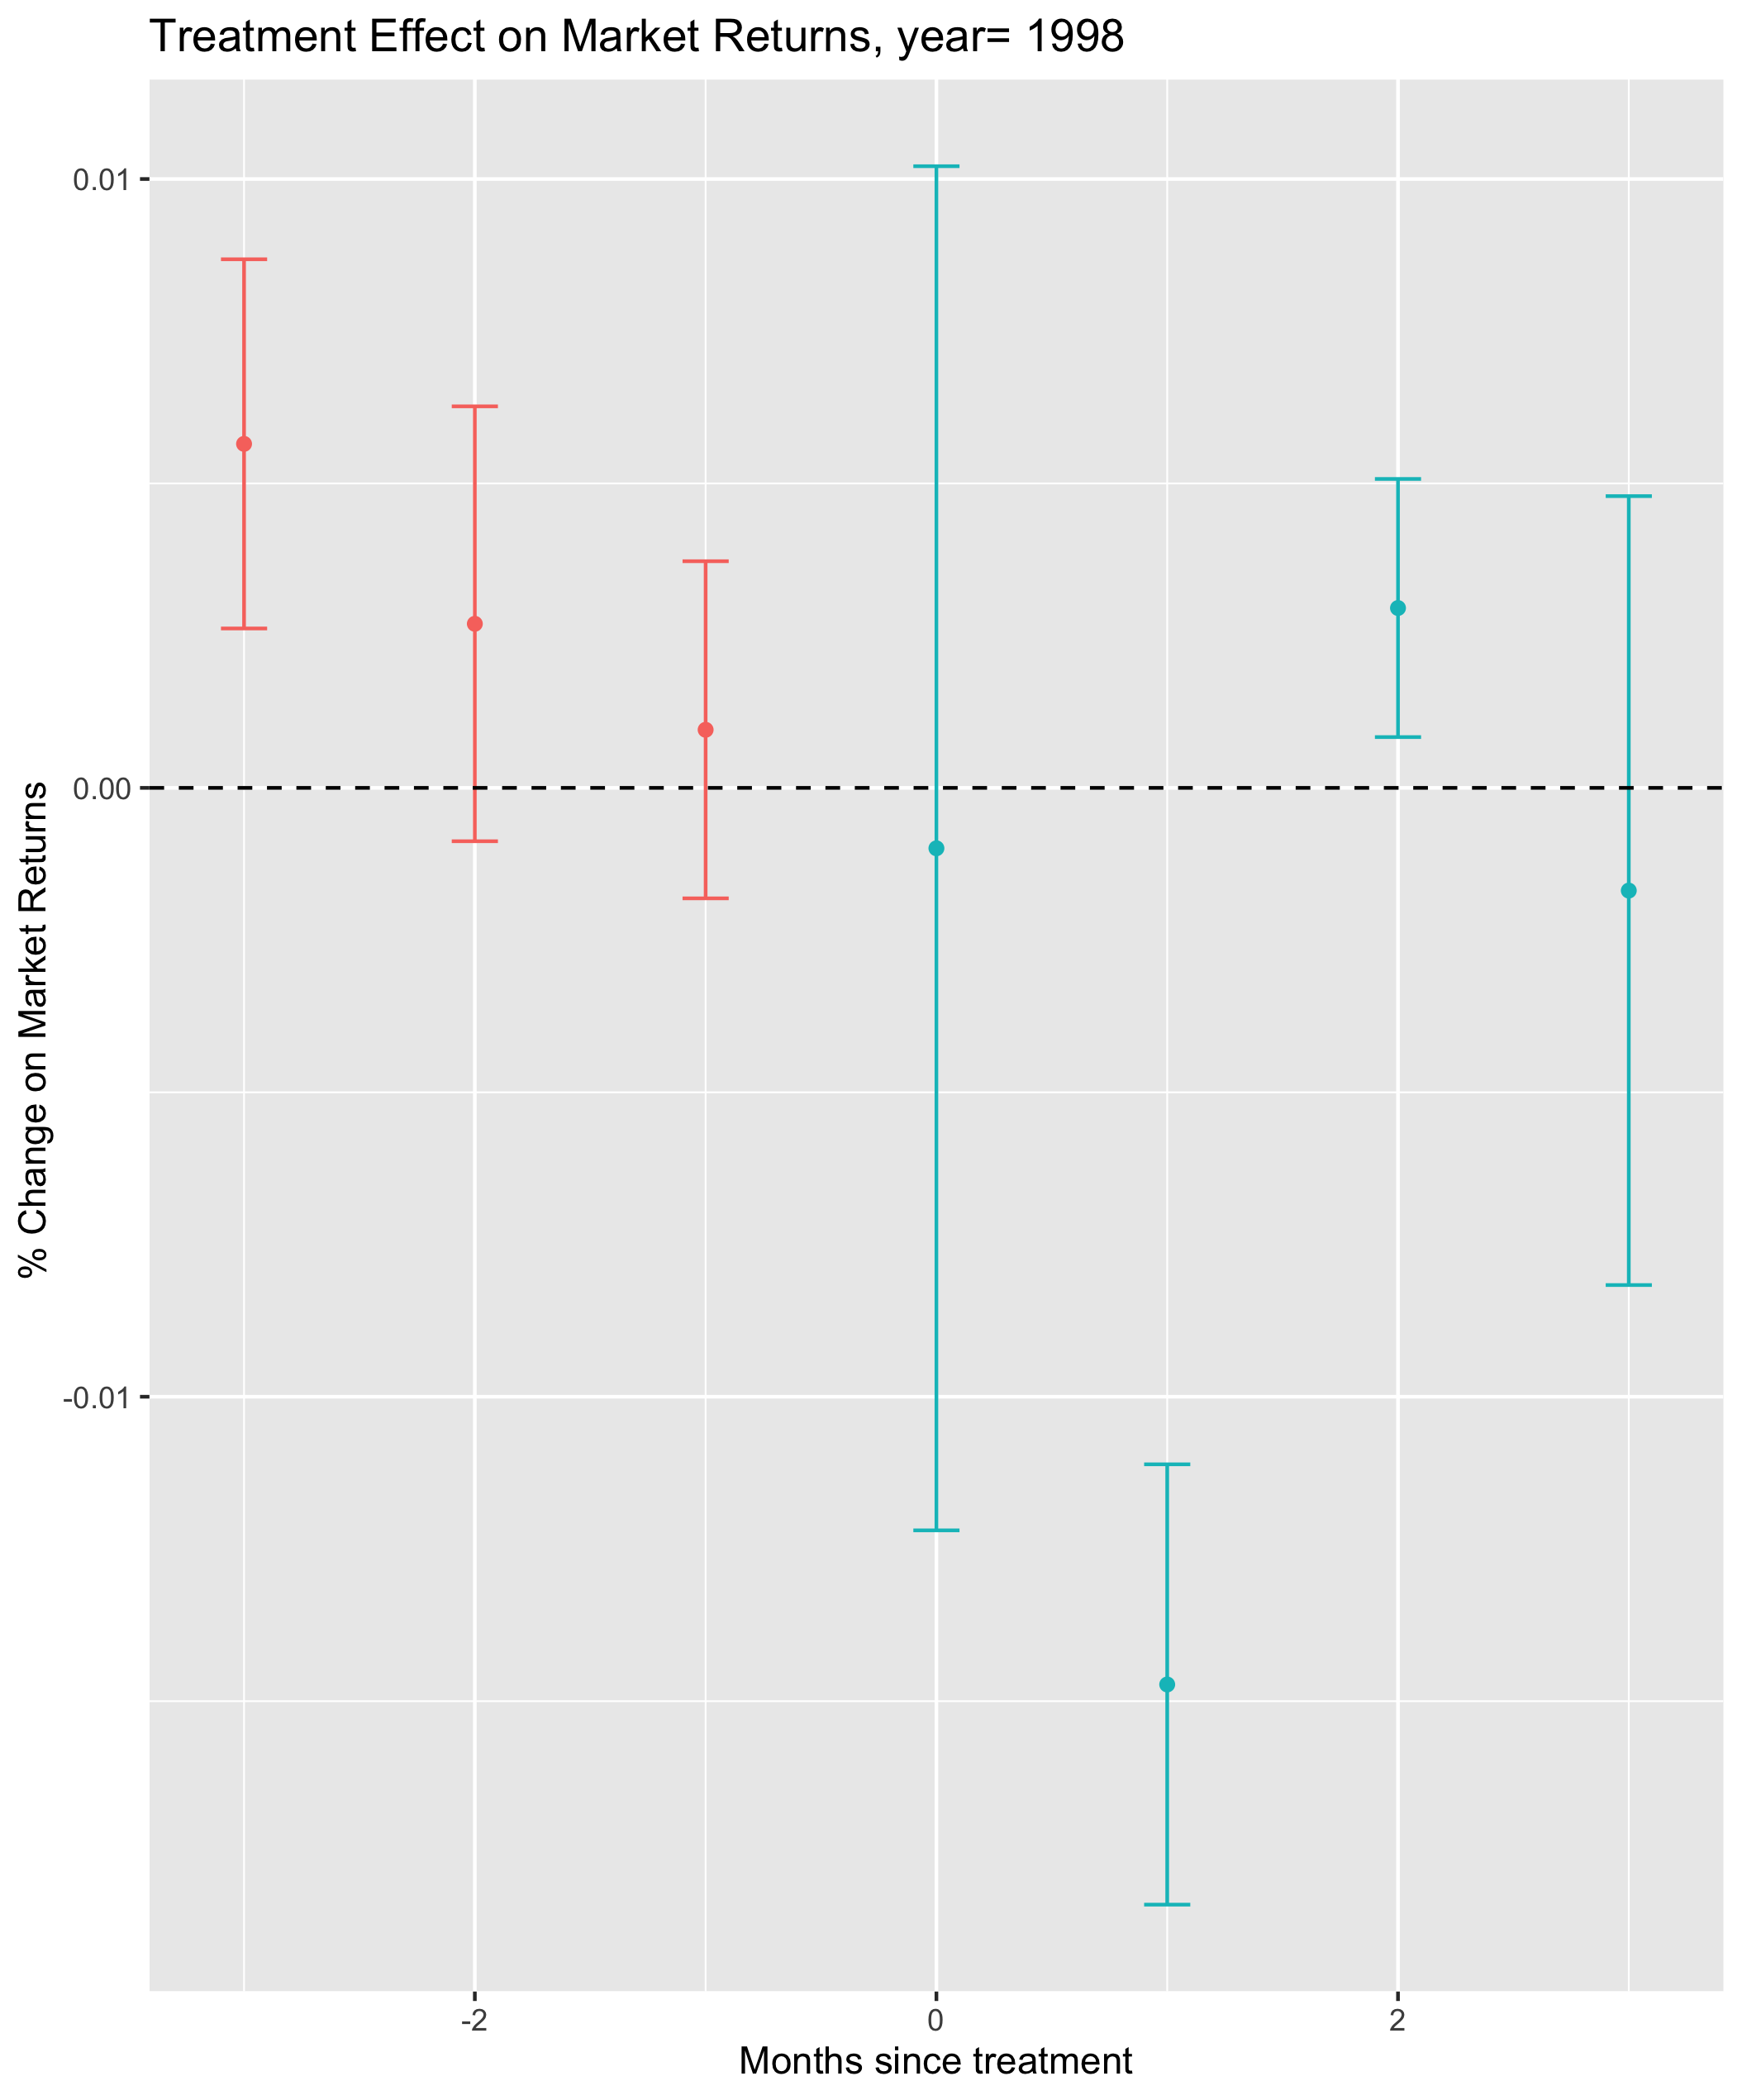 Treatment Effect on Market Returns, year= 1998
% Change on Market Returns
0.01
0.00
-0.01
-2
0
2
Months since treatment